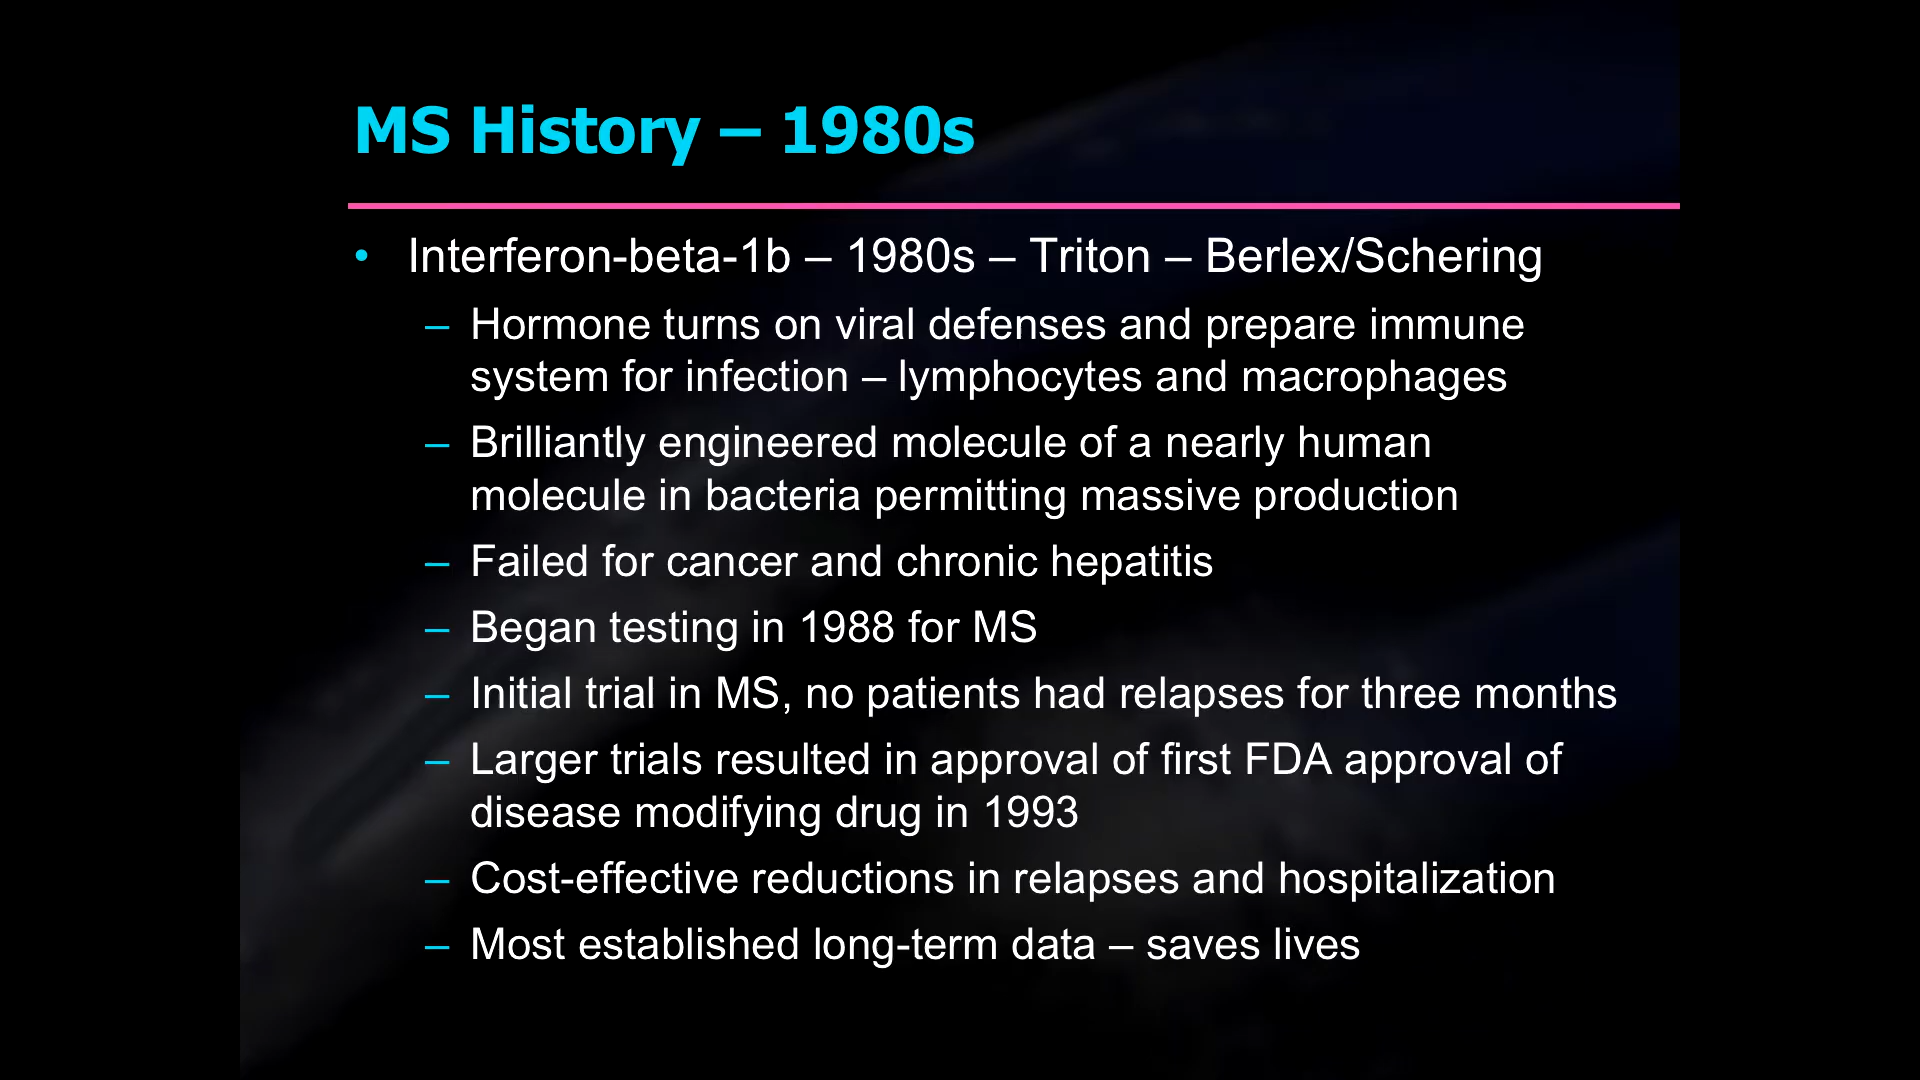 MS History – 1980s
• Interferon-beta-1b – 1980s – Triton – Berlex/Schering
– Hormone turns on viral defenses and prepare immune
system for infection – lymphocytes and macrophages
– Brilliantly engineered molecule of a nearly human
molecule in bacteria permitting massive production
– Failed for cancer and chronic hepatitis
– Began testing in 1988 for MS
– Initial trial in MS, no patients had relapses for three months
– Larger trials resulted in approval of first FDA approval of
disease modifying drug in 1993
– Cost-effective reductions in relapses and hospitalization
– Most established long-term data – saves lives